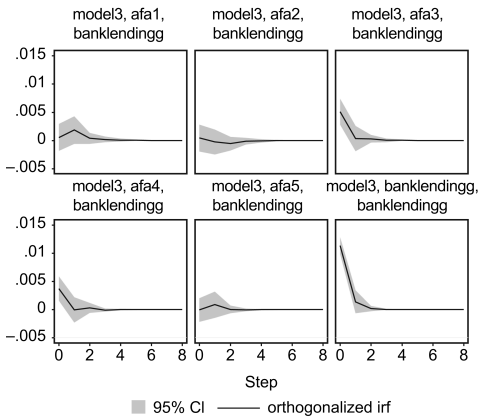 model3, afa1,
banklendingg
model3, afa2,
banklendingg
model3, afa3,
banklendingg
.015
.01
.005
0
−.005
model3, afa4,
banklendingg
model3, afa5,
banklendingg
model3, banklendingg,
banklendingg
.015
.01
.005
0
−.005
0 2 4 6 8
0 2 4 6 8
0 2 4 6 8
Step
95% CI orthogonalized irf